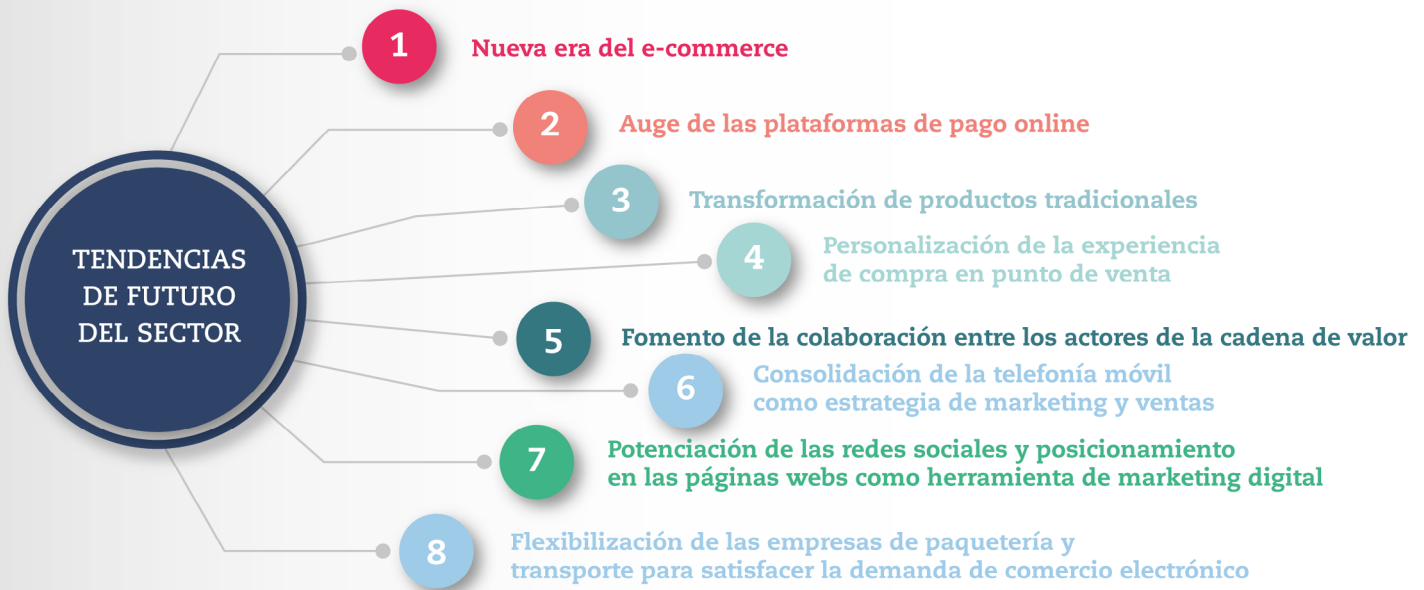 TENDENCIAS
DE FUTURO
DEL SECTOR
1
Nueva era del e-commerce
2
Auge de las plataformas de pago online
3
Transformación de productos tradicionales
4
Personalización de la experiencia
de compra en punto de venta
5
Fomento de la colaboración entre los actores de la cadena de valor
6
Consolidación de la telefonía móvil
como estrategia de marketing y ventas
7
Potenciación de las redes sociales y posicionamiento
en las páginas webs como herramienta de marketing digital
8
Flexibilización de las empresas de paquetería y
transporte para satisfacer la demanda de comercio electrónico